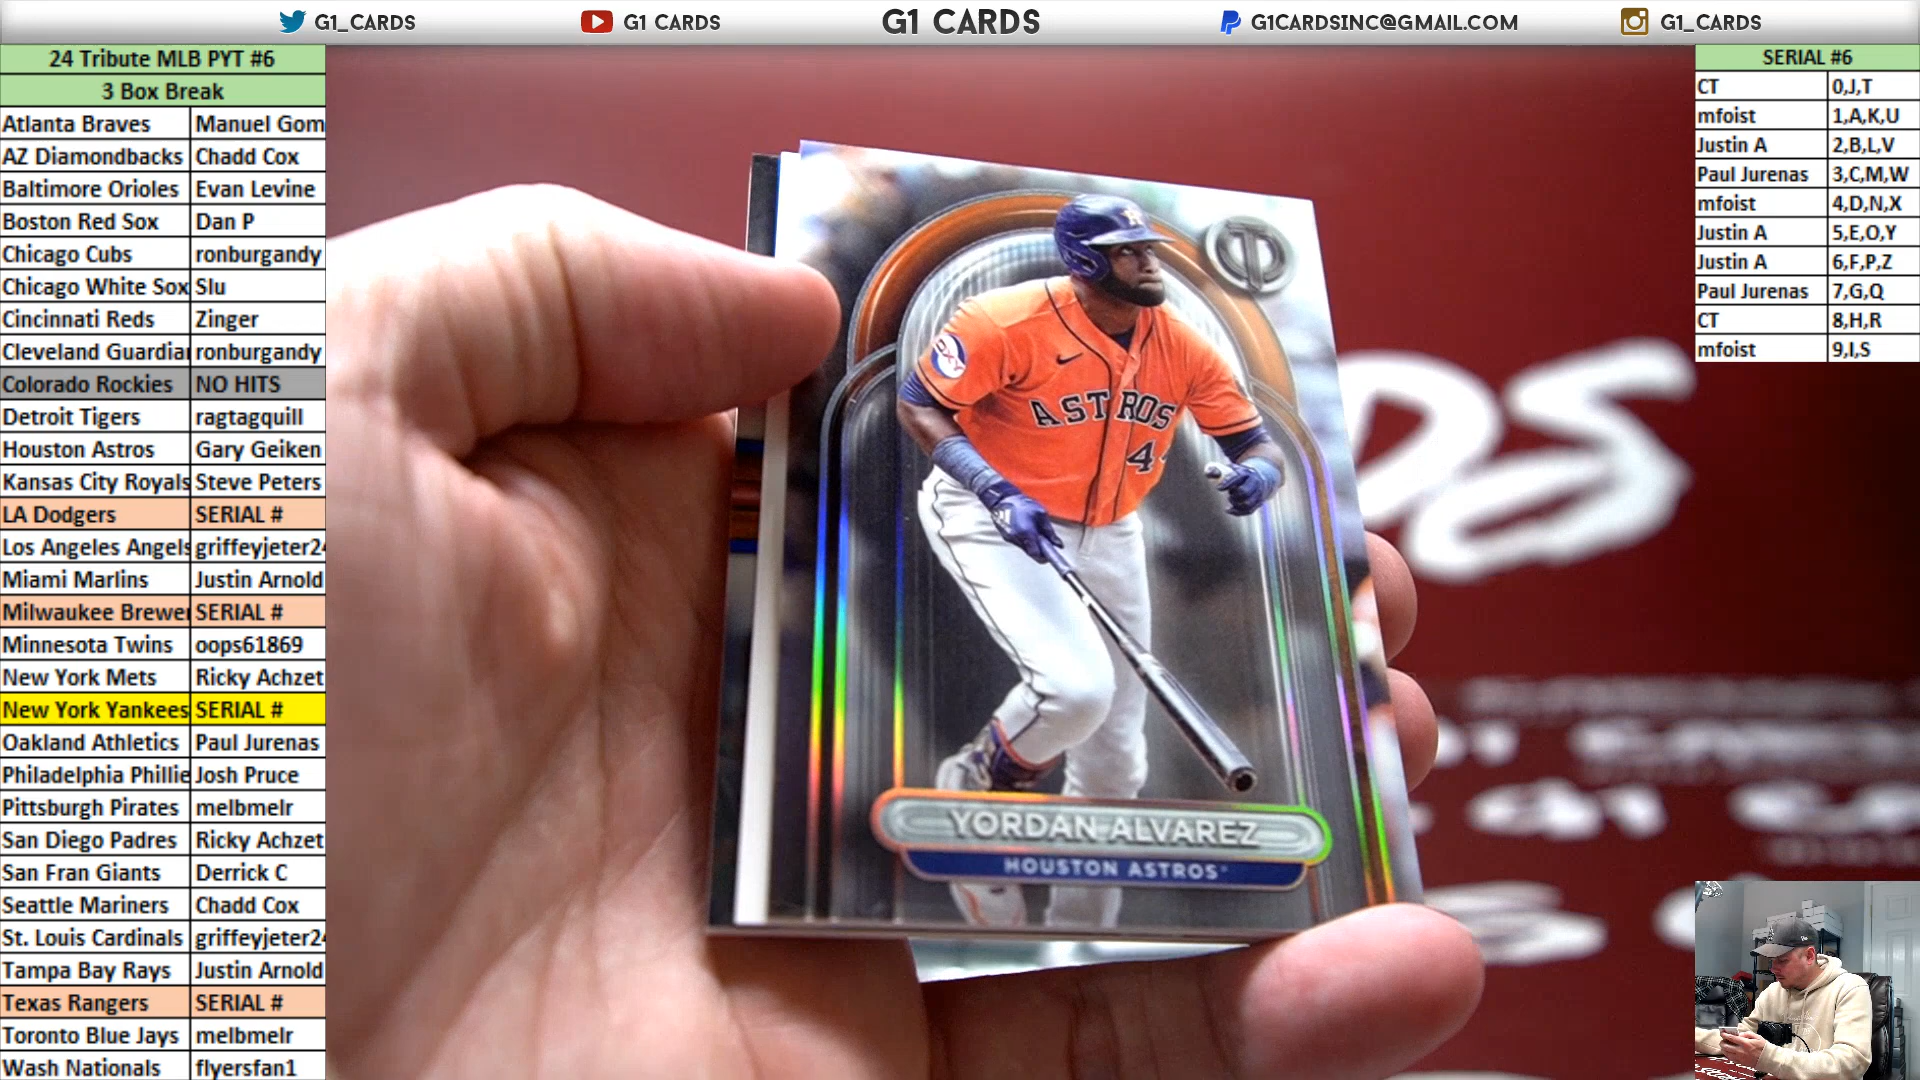 G1_CARDS G1 CARDS G1 CARDS G1CARDSINC@GMAIL.COM G1_CARDS
24 Tribute MLB PYT #6
3 Box Break
Atlanta Braves Manuel Gom
AZ Diamondbacks Chadd Cox
Baltimore Orioles Evan Levine
Boston Red Sox Dan P
Chicago Cubs ronburgandy
Chicago White Sox Slu
Cincinnati Reds Zinger
Cleveland Guardia ronburgandy
Colorado Rockies NO HITS
Detroit Tigers ragtagquill
Houston Astros Gary Geiken
Kansas City Royals Steve Peters
LA Dodgers SERIAL #
Los Angeles Angels griffeyjeter2
Miami Marlins Justin Arnold
Milwaukee Brewer SERIAL #
Minnesota Twins oops61869
New York Mets Ricky Achzet
New York Yankees SERIAL #
Oakland Athletics Paul Jurenas
Philadelphia Phillie Josh Pruce
Pittsburgh Pirates melbmelr
San Diego Padres Ricky Achzet
San Fran Giants Derrick C
Seattle Mariners Chadd Cox
St. Louis Cardinals griffeyjeter2
Tampa Bay Rays Justin Arnold
Texas Rangers SERIAL #
Toronto Blue Jays melbmelr
Wash Nationals flyersfan1
OXY
ASTROS
44
YORDAN ALVAREZ
HOUSTON ASTROS
DS
SERIAL #6
CT 0,J,T
mfoist 1,A,K,U
Justin A 2,B,L,V
Paul Jurenas 3,C,M,W
mfoist 4,D,N,X
Justin A 5,E,O,Y
Justin A 6,F,P,Z
Paul Jurenas 7,G,Q
CT 8,H,R
mfoist 9,I,S